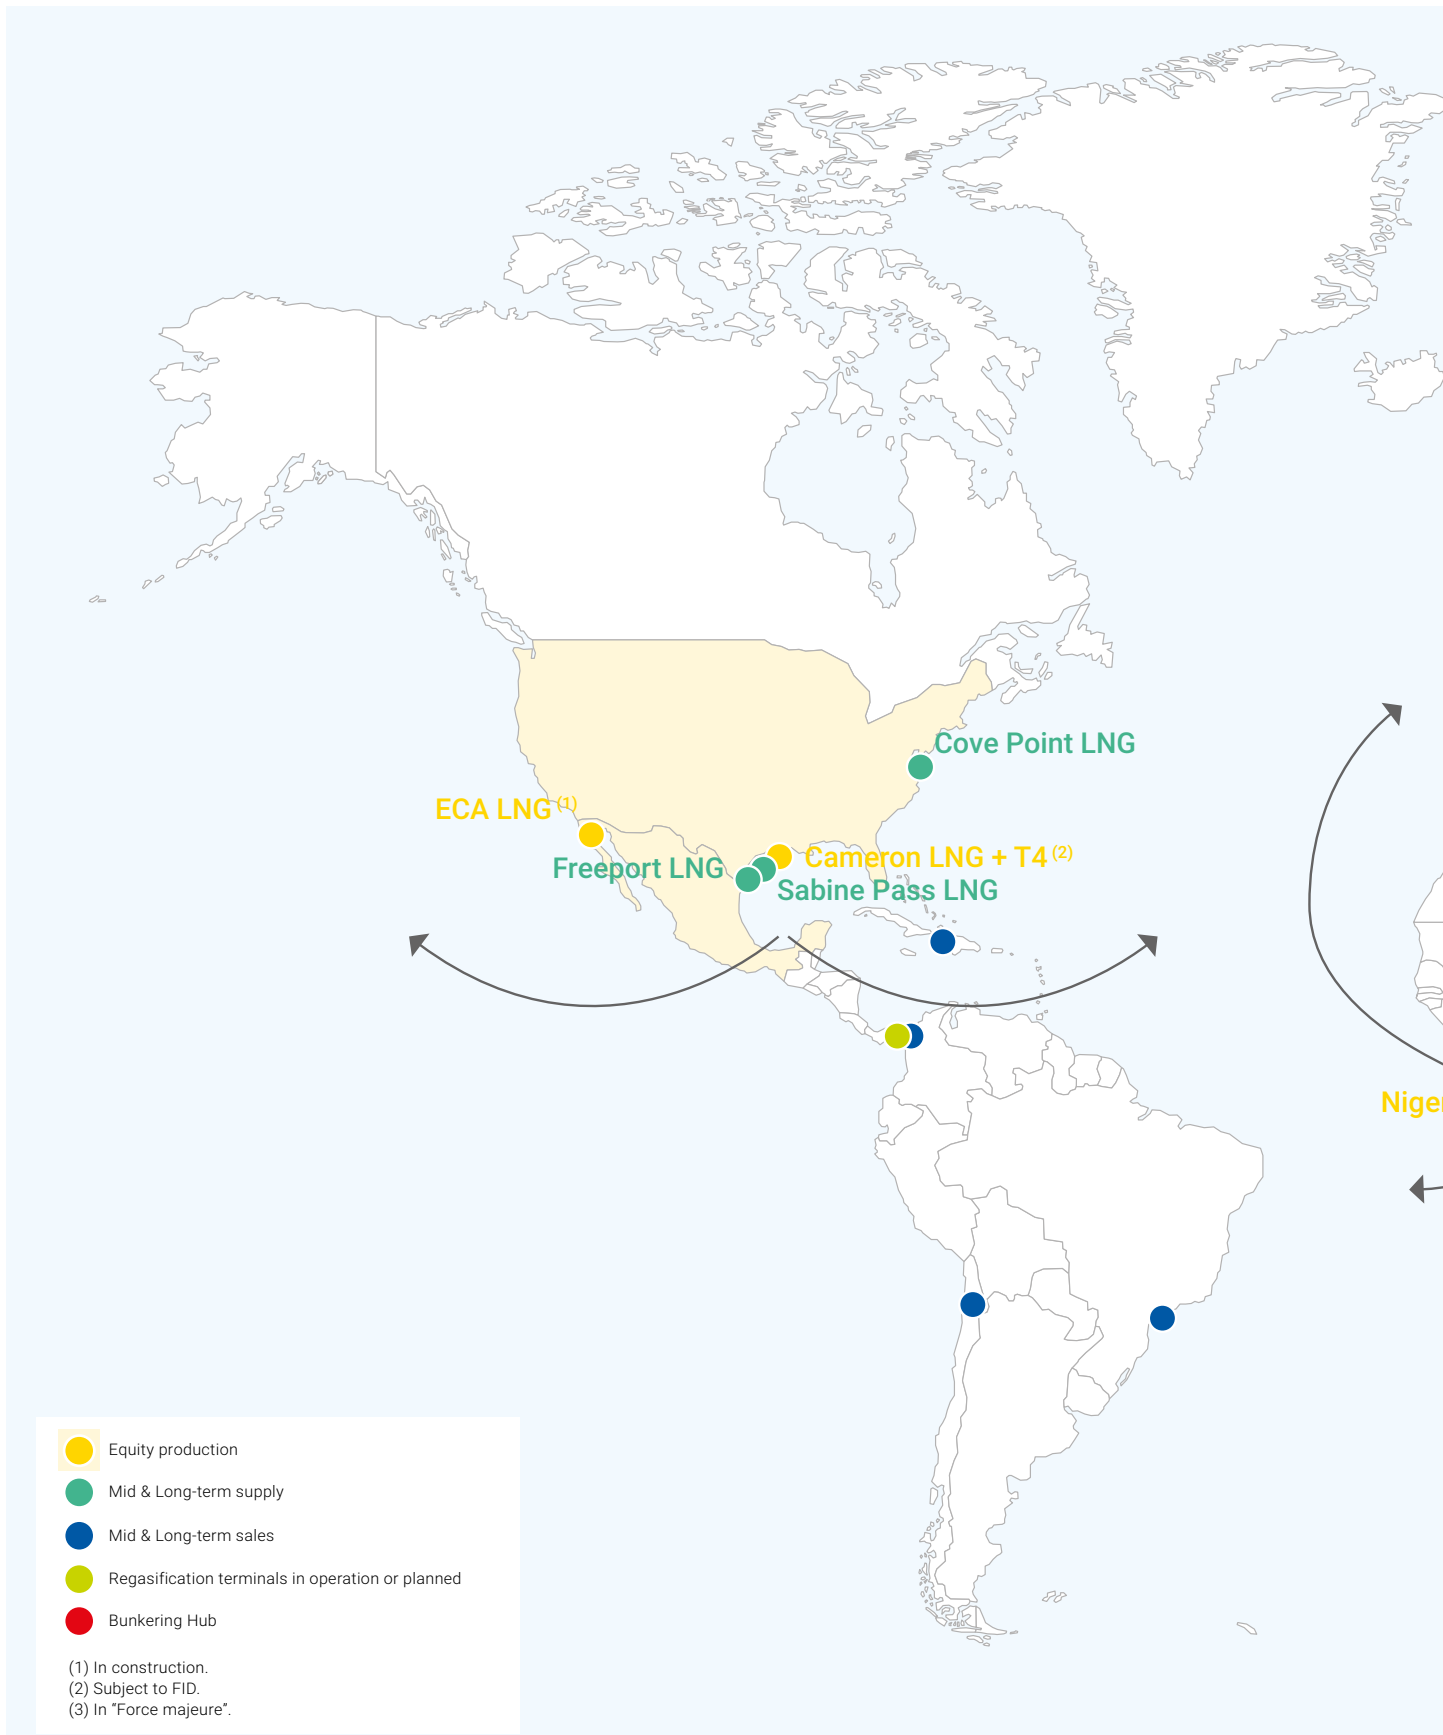 Cove Point LNG
ECA LNG (1)
Cameron LNG + T4 (2)
Freeport LNG
Sabine Pass LNG
Equity production
Mid & Long-term supply
Mid & Long-term sales
Regasification terminals in operation or planned
Bunkering Hub
(1) In construction.
(2) Subject to FID.
(3) In “Force majeure”.